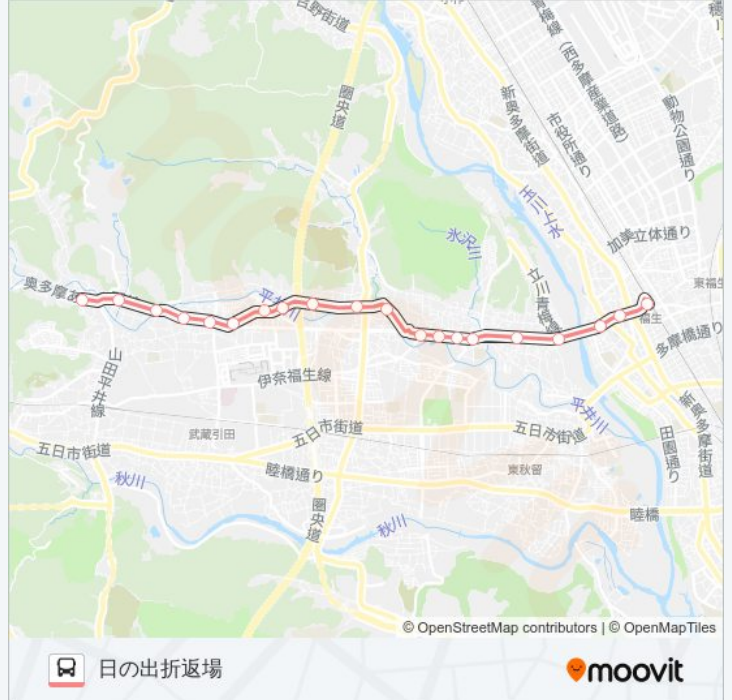 吉野街道
圏央道
青梅線(西多摩産業道路)
新奥多摩街道
市役所通り
動物公園通り
玉川上水
加美立体通り
氷沢川
東福生
奥多摩あ
平井川
立川青梅線
福生
多摩橋通り
山田平井線
伊奈福生線
平井川
新奥多摩街道
武蔵引田
五日市街道
五日市街道
田園通り
五日市街道
東秋留
睦橋通り
秋川
圏央道
秋川
睦橋
© OpenStreetMap contributors | © OpenMapTiles
日の出折返場
moovit